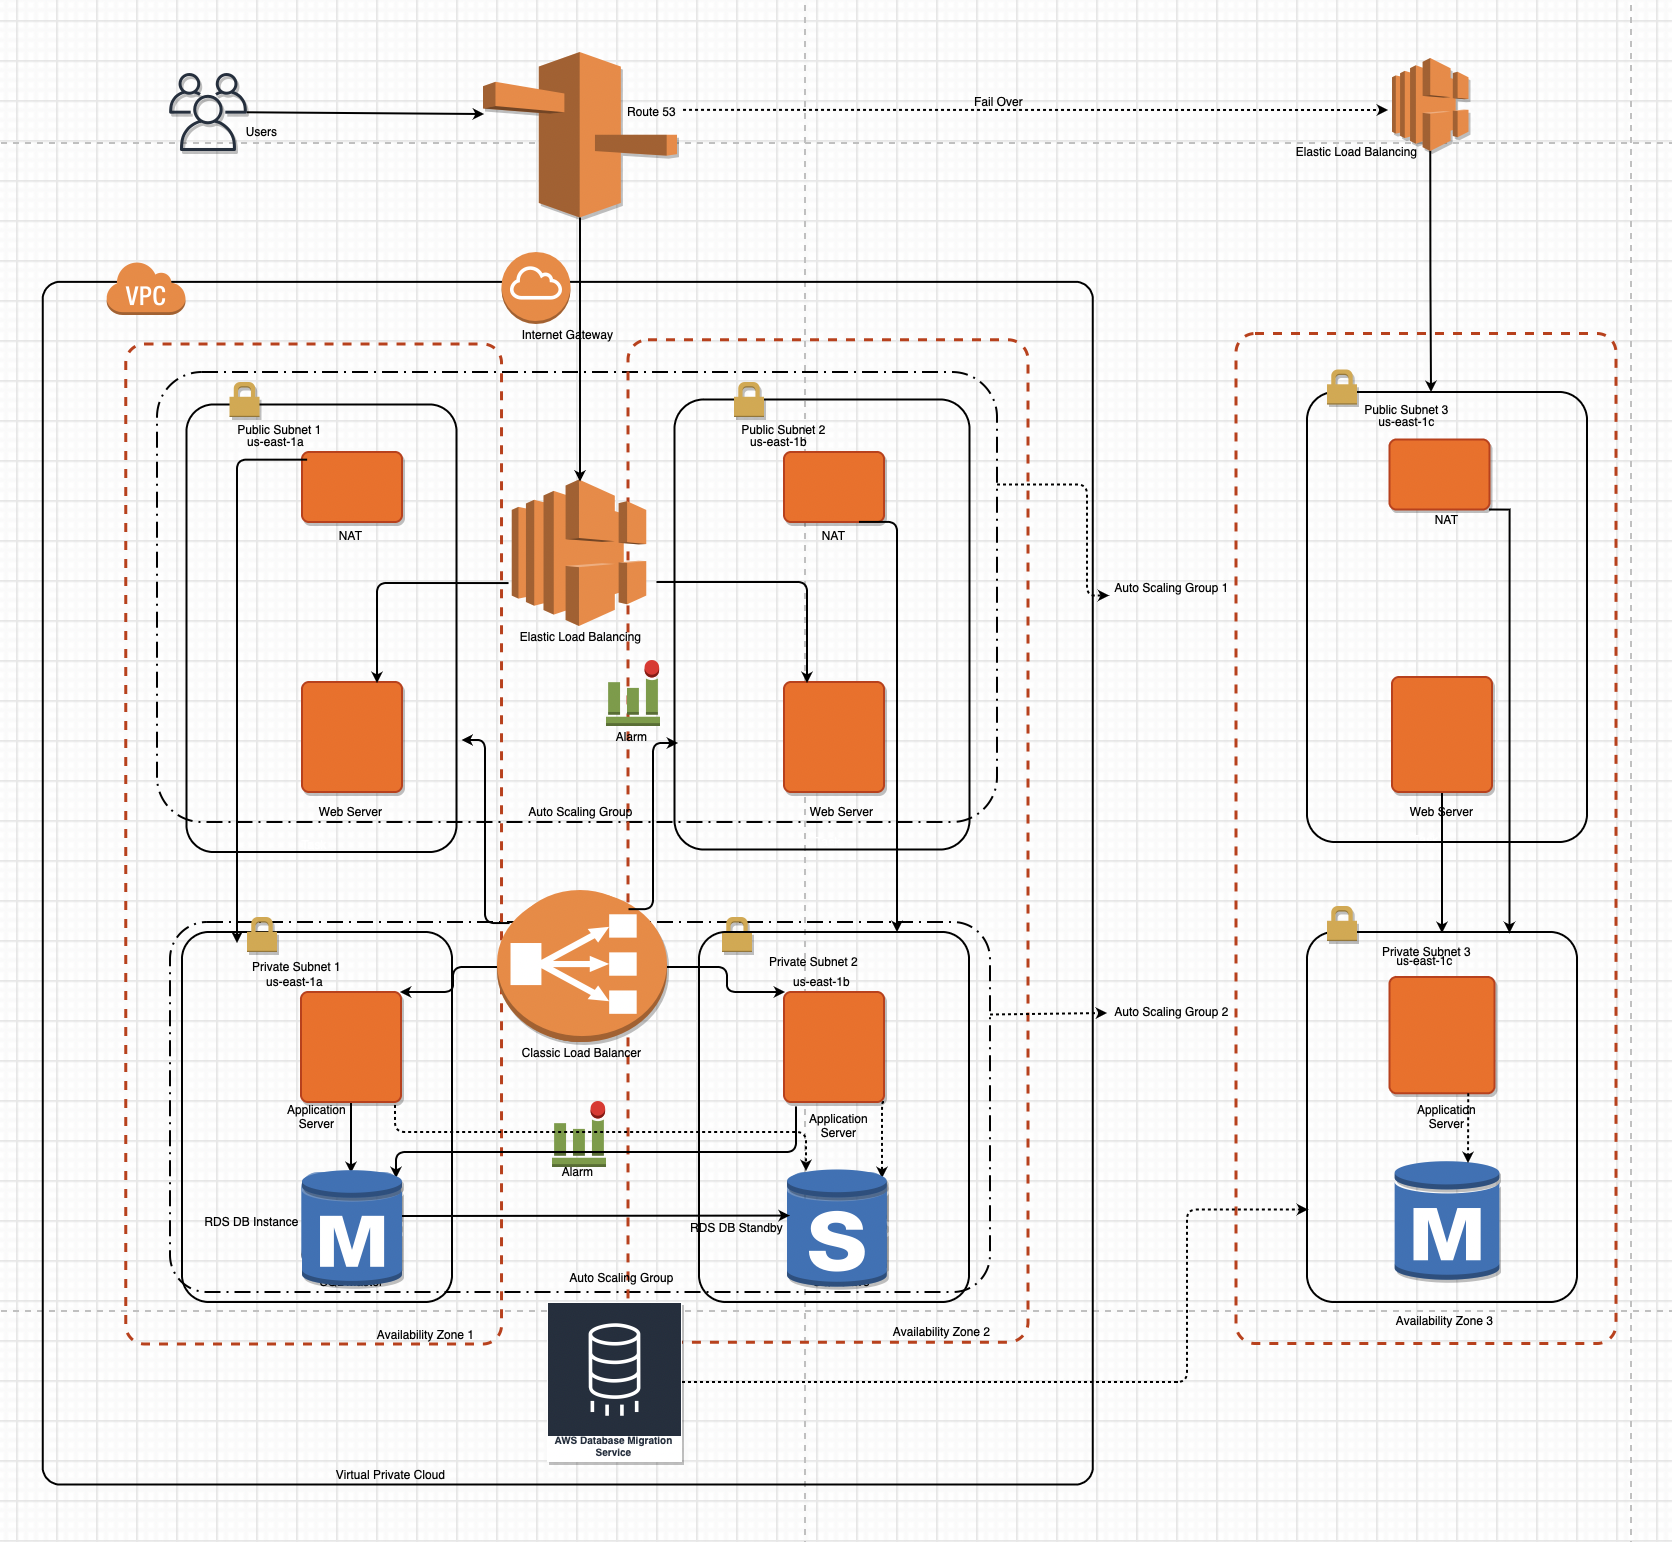 Fail Over
Route 53
Users
Elastic Load Balancing
VPC
Internet Gateway
Public Subnet 1
us-east-1a
Public Subnet 2
us-east-1b
Public Subnet 3
us-east-1c
NAT
NAT
NAT
Auto Scaling Group 1
Elastic Load Balancing
Alarm
Web Server
Auto Scaling Group
Web Server
Web Server
Private Subnet 1
us-east-1a
Private Subnet 2
us-east-1b
Private Subnet 3
us-east-1c
Auto Scaling Group 2
Classic Load Balancer
Application
Server
Application
Server
Application
Server
Alarm
RDS DB Instance
M
RDS DB Standby
S
M
Auto Scaling Group
Availability Zone 1
Availability Zone 2
Availability Zone 3
AWS Database Migration
Service
Virtual Private Cloud